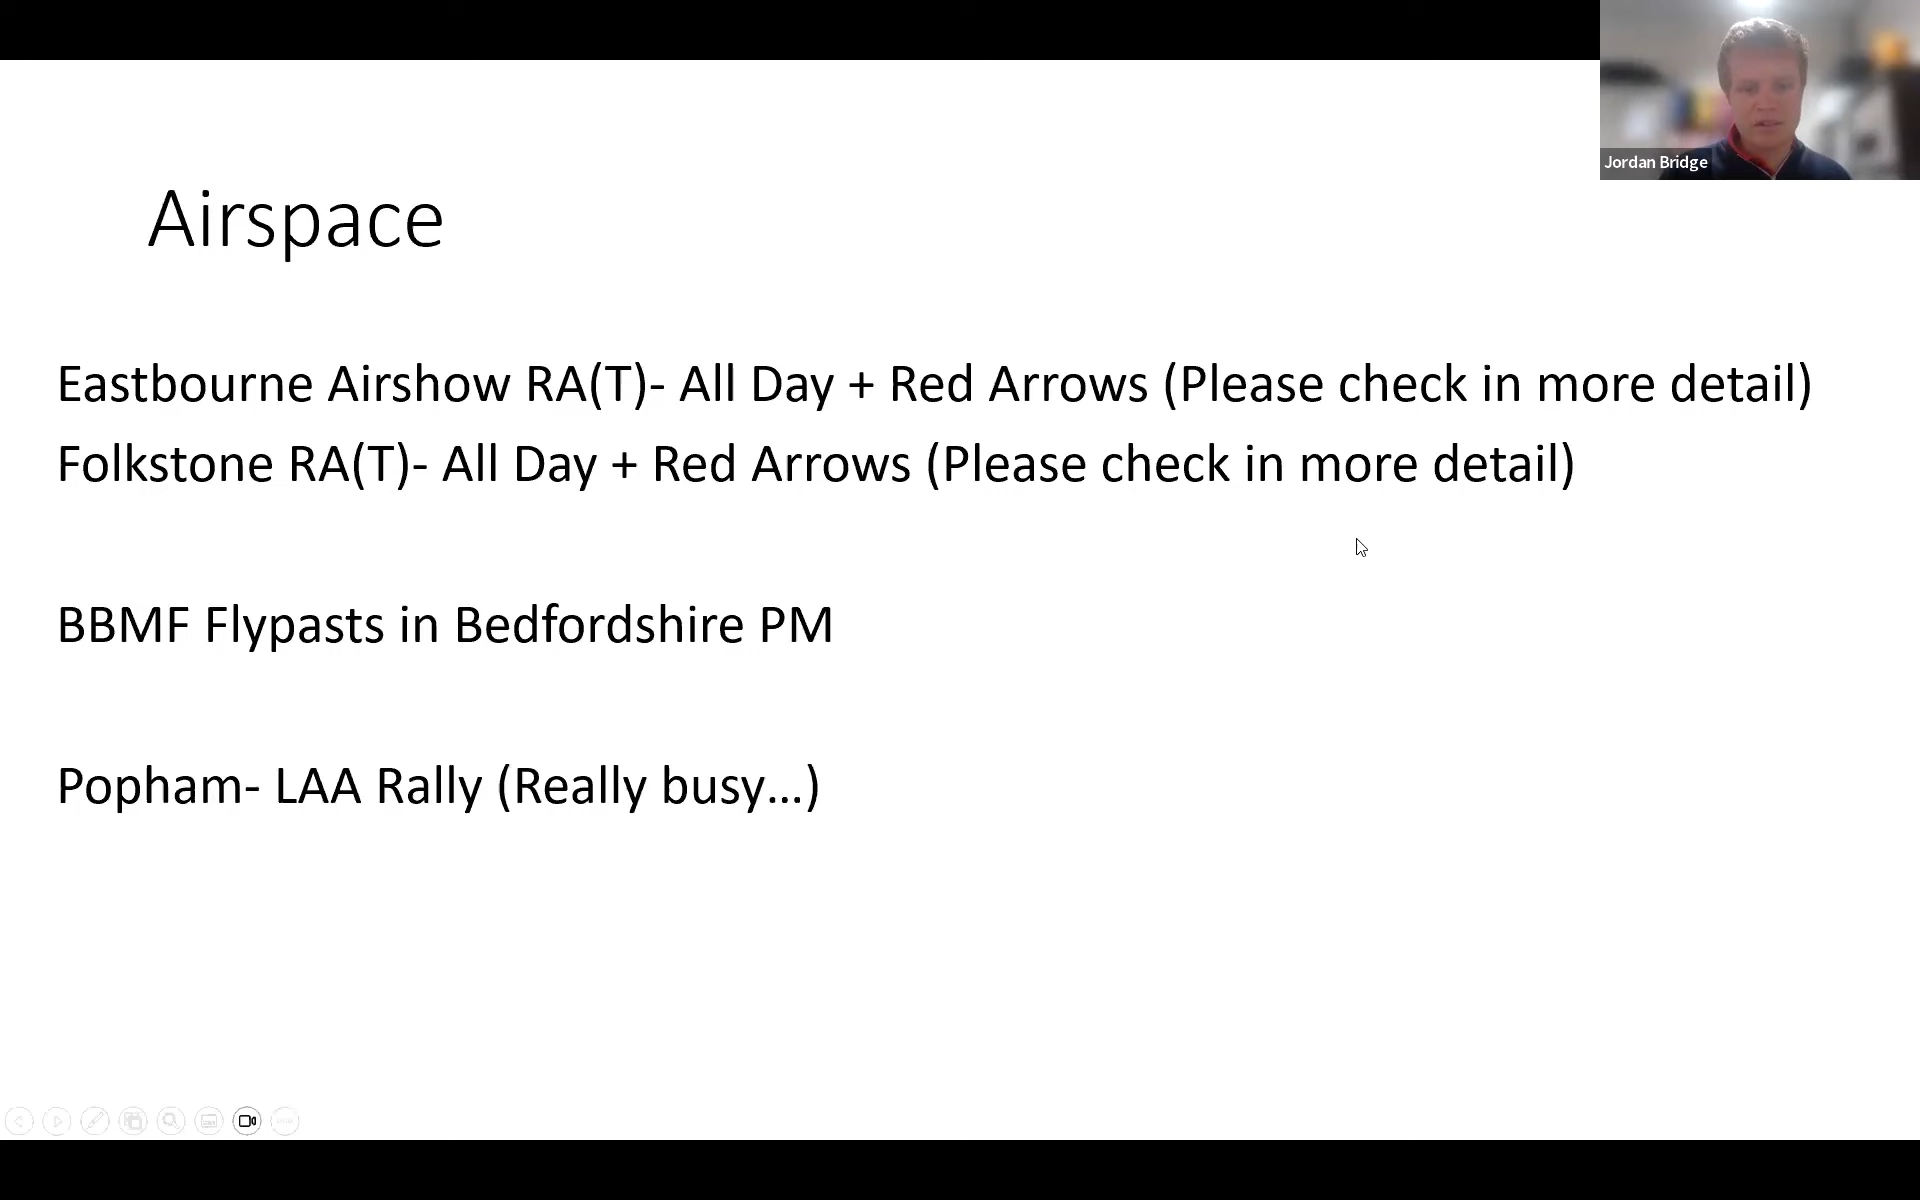 Jordan Bridge
Airspace
Eastbourne Airshow RA(T)- All Day + Red Arrows (Please check in more detail)
Folkstone RA(T)- All Day + Red Arrows (Please check in more detail)
BBMF Flypasts in Bedfordshire PM
Popham- LAA Rally (Really busy…)